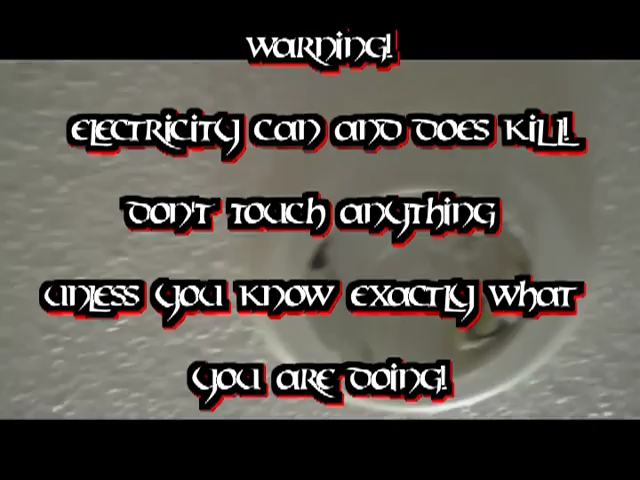 WARNING!
ELECTRICITY CAN AND DOES KILL!
DON'T TOUCH ANYTHING
UNLESS YOU KNOW EXACTLY WHAT
YOU ARE DOING!